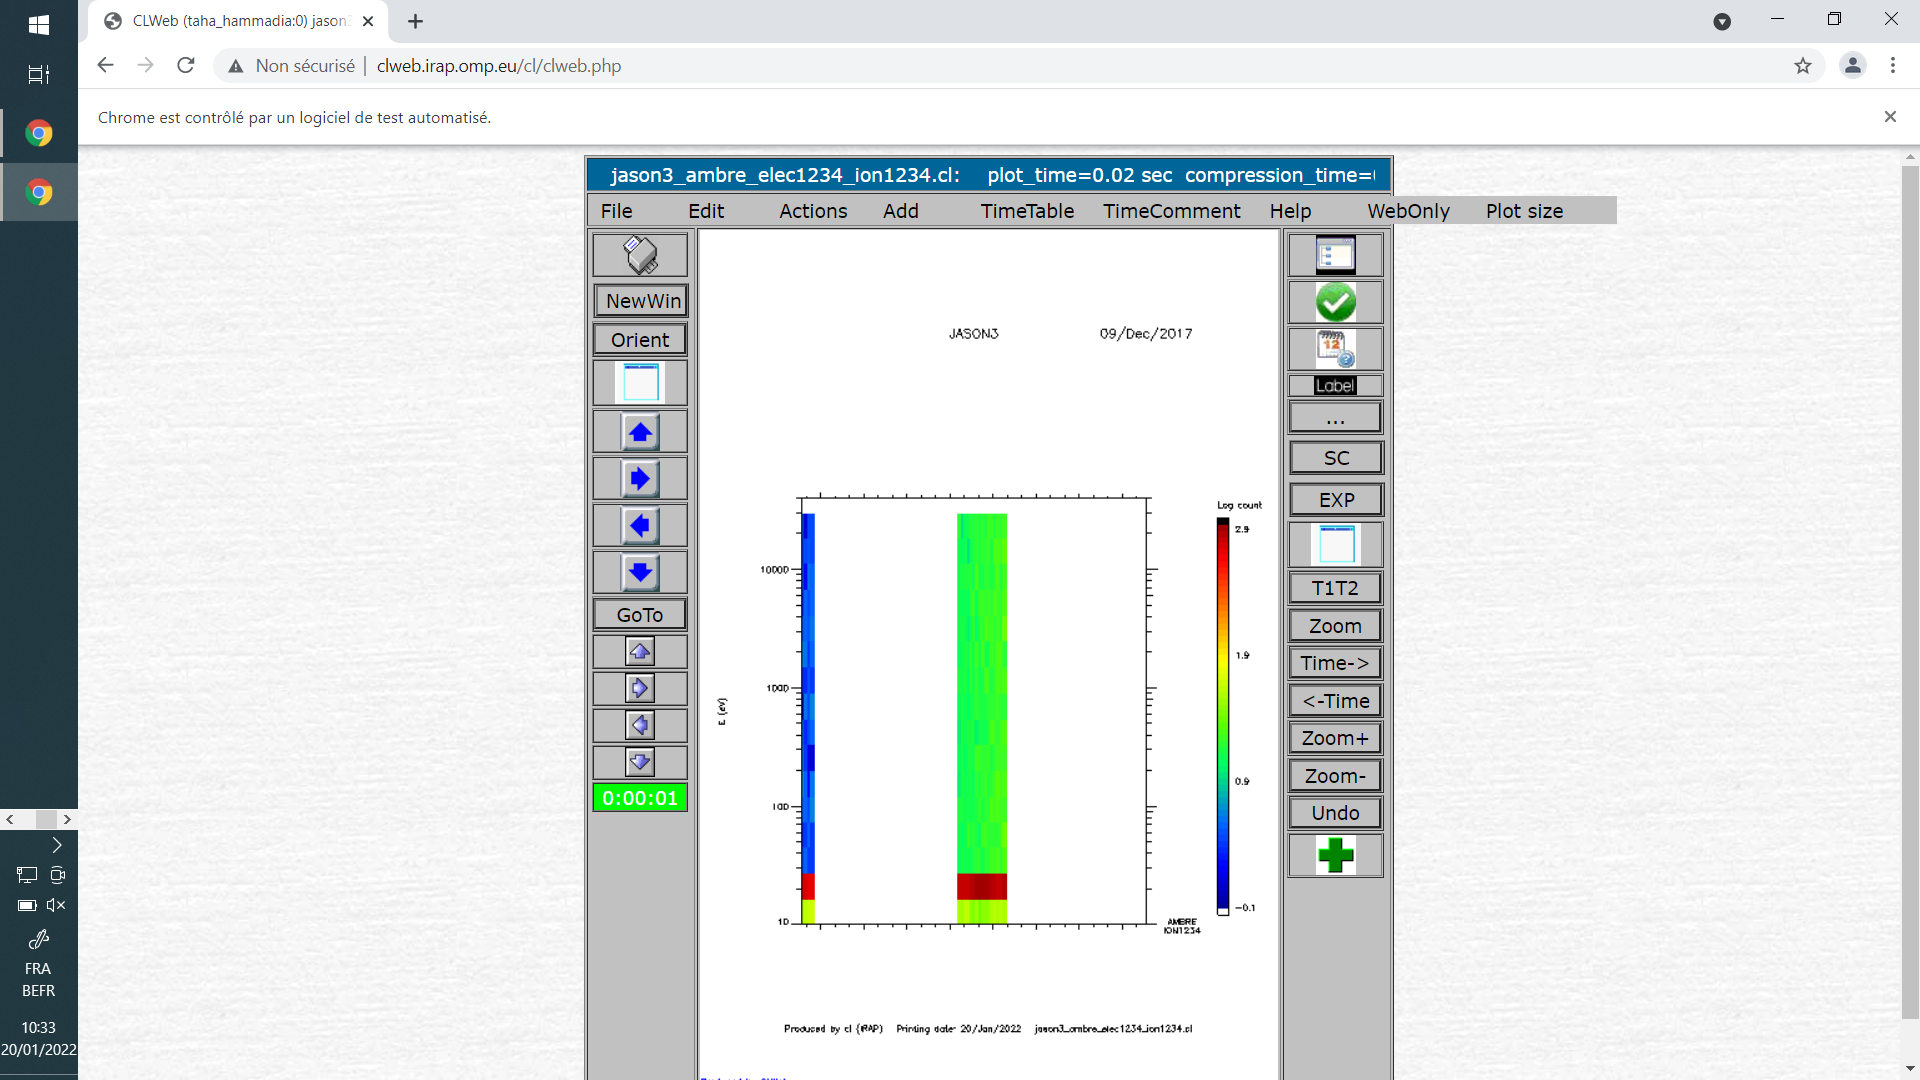 CLWeb (taha_hammadia:0) jason3
Non sécurisé | clweb.irap.omp.eu/cl/clweb.php
Chrome est contrôlé par un logiciel de test automatisé.
jason3_ambre_elec1234_ion1234.cl: plot_time=0.02 sec compression_time=
File Edit Actions Add TimeTable TimeComment Help WebOnly Plot size
NewWin
Orient
GoTo
0:00:01
JASON3 09/Dec/2017
E (eV)
10000
1000
100
10
Log count
2.9
1.9
0.9
-0.1
AMBRE
ION1234
Produced by cl (IRAP) Printing date: 20/Jan/2022 jason3_ambre_elec1234_ion1234.cl
12
Label
...
SC
EXP
T1T2
Zoom
Time->
<-Time
Zoom+
Zoom-
Undo
FRA
BEFR
10:33
20/01/2022